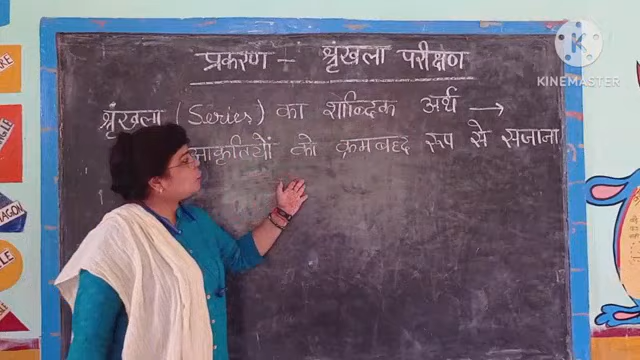 प्रकरण - श्रृंखला परीक्षण
श्रृंखला (Series) का शाब्दिक अर्थ →
आकृतियों को क्रमबद्ध रूप से सजाना
KINEMASTER